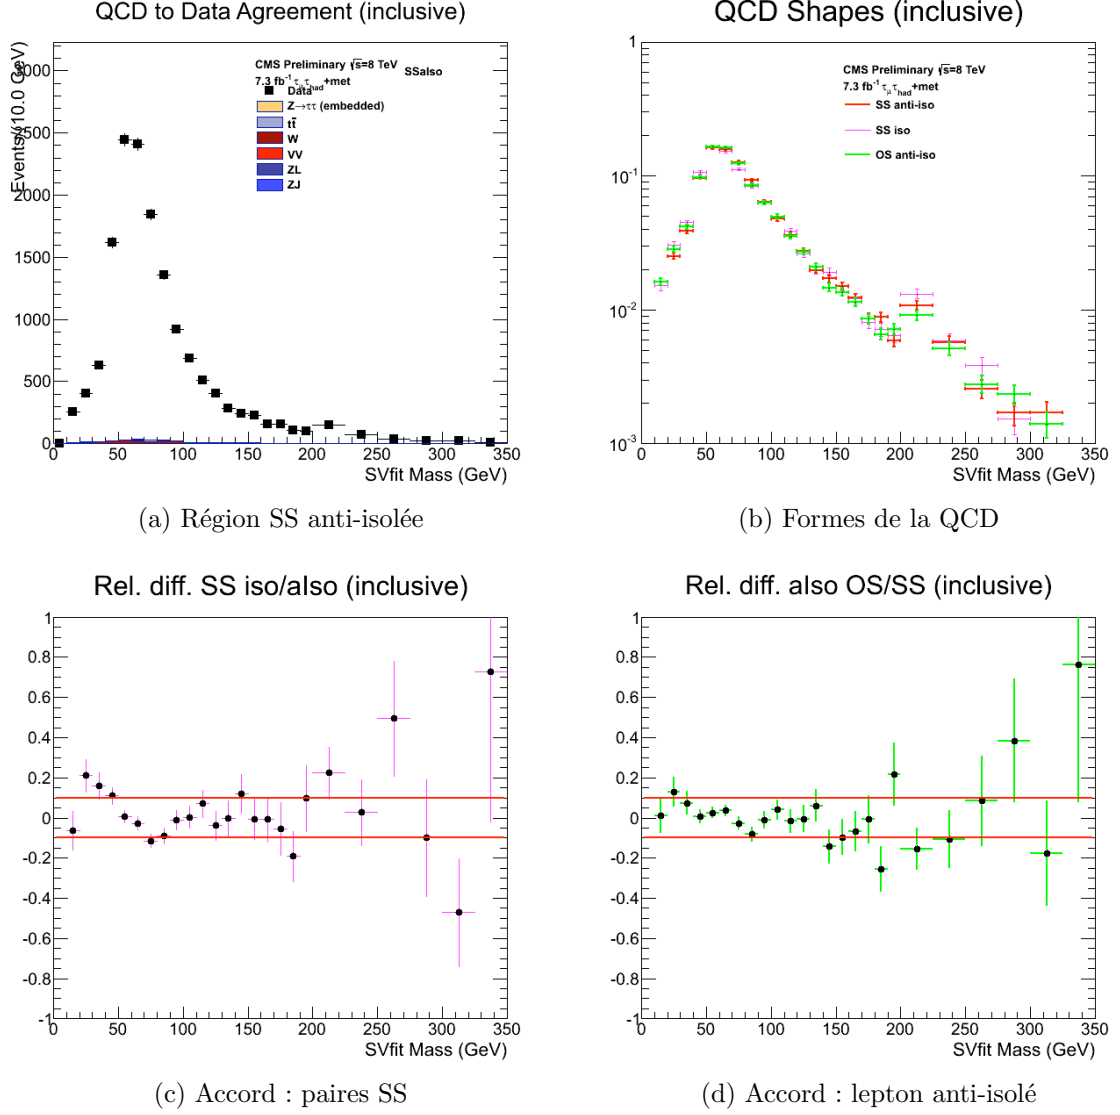 QCD to Data Agreement (inclusive)
Events/(10.0 GeV)
CMS Preliminary √s=8 TeV
7.3 fb⁻¹ τ_μ τ_had+met
SSaIso
Data
Z→ττ (embedded)
tt̄
W
VV
ZL
ZJ
3000
2500
2000
1500
1000
500
0
0 50 100 150 200 250 300 350
SVfit Mass (GeV)
(a) Région SS anti-isolée
QCD Shapes (inclusive)
CMS Preliminary √s=8 TeV
7.3 fb⁻¹ τ_μ τ_had+met
SS anti-iso
SS iso
OS anti-iso
1
10⁻¹
10⁻²
10⁻³
0 50 100 150 200 250 300 350
SVfit Mass (GeV)
(b) Formes de la QCD
Rel. diff. SS iso/aIso (inclusive)
1
0.8
0.6
0.4
0.2
0
-0.2
-0.4
-0.6
-0.8
-1
0 50 100 150 200 250 300 350
SVfit Mass (GeV)
(c) Accord : paires SS
Rel. diff. aIso OS/SS (inclusive)
1
0.8
0.6
0.4
0.2
0
-0.2
-0.4
-0.6
-0.8
-1
0 50 100 150 200 250 300 350
SVfit Mass (GeV)
(d) Accord : lepton anti-isolé